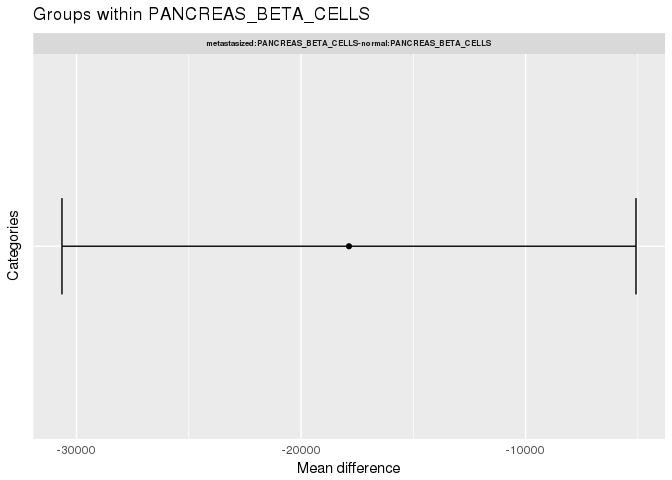 Groups within PANCREAS_BETA_CELLS
metastasized:PANCREAS_BETA_CELLS-normal:PANCREAS_BETA_CELLS
Categories
-30000
-20000
-10000
Mean difference